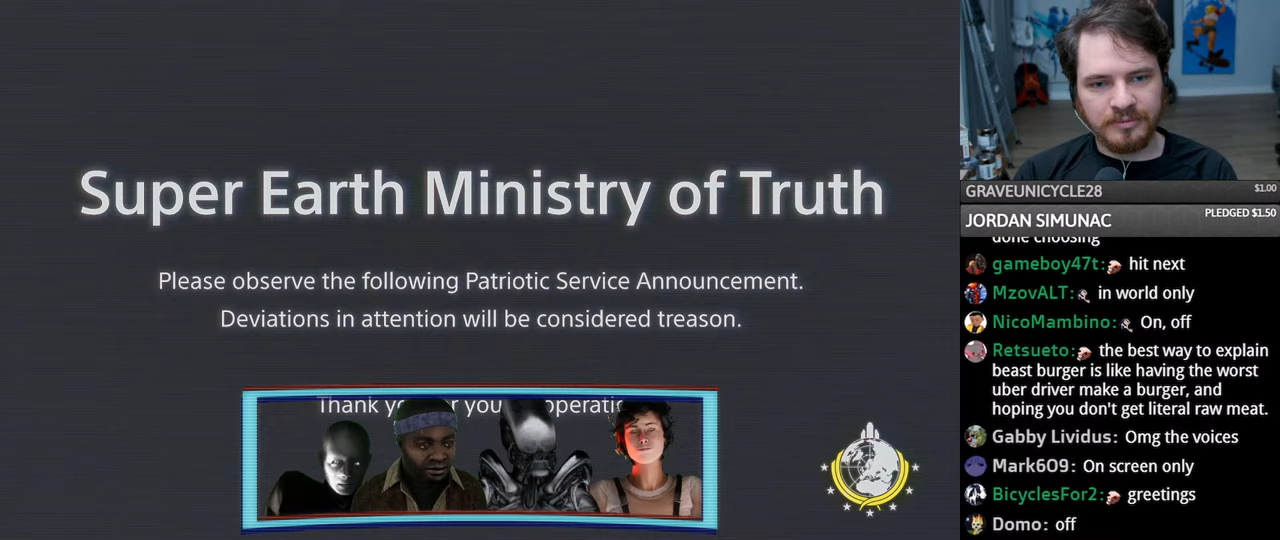 Super Earth Ministry of Truth
Please observe the following Patriotic Service Announcement.
Deviations in attention will be considered treason.
Thank
GRAVEUNICYCLE28 $1.00
JORDAN SIMUNAC PLEDGED $1.50
done choosing
gameboy47t: hit next
MzovALT: in world only
NicoMambino: On, off
Retsueto: the best way to explain
beast burger is like having the worst
uber driver make a burger, and
hoping you don't get literal raw meat.
Gabby Lividus: Omg the voices
Mark6O9: On screen only
BicyclesFor2: greetings
Domo: off